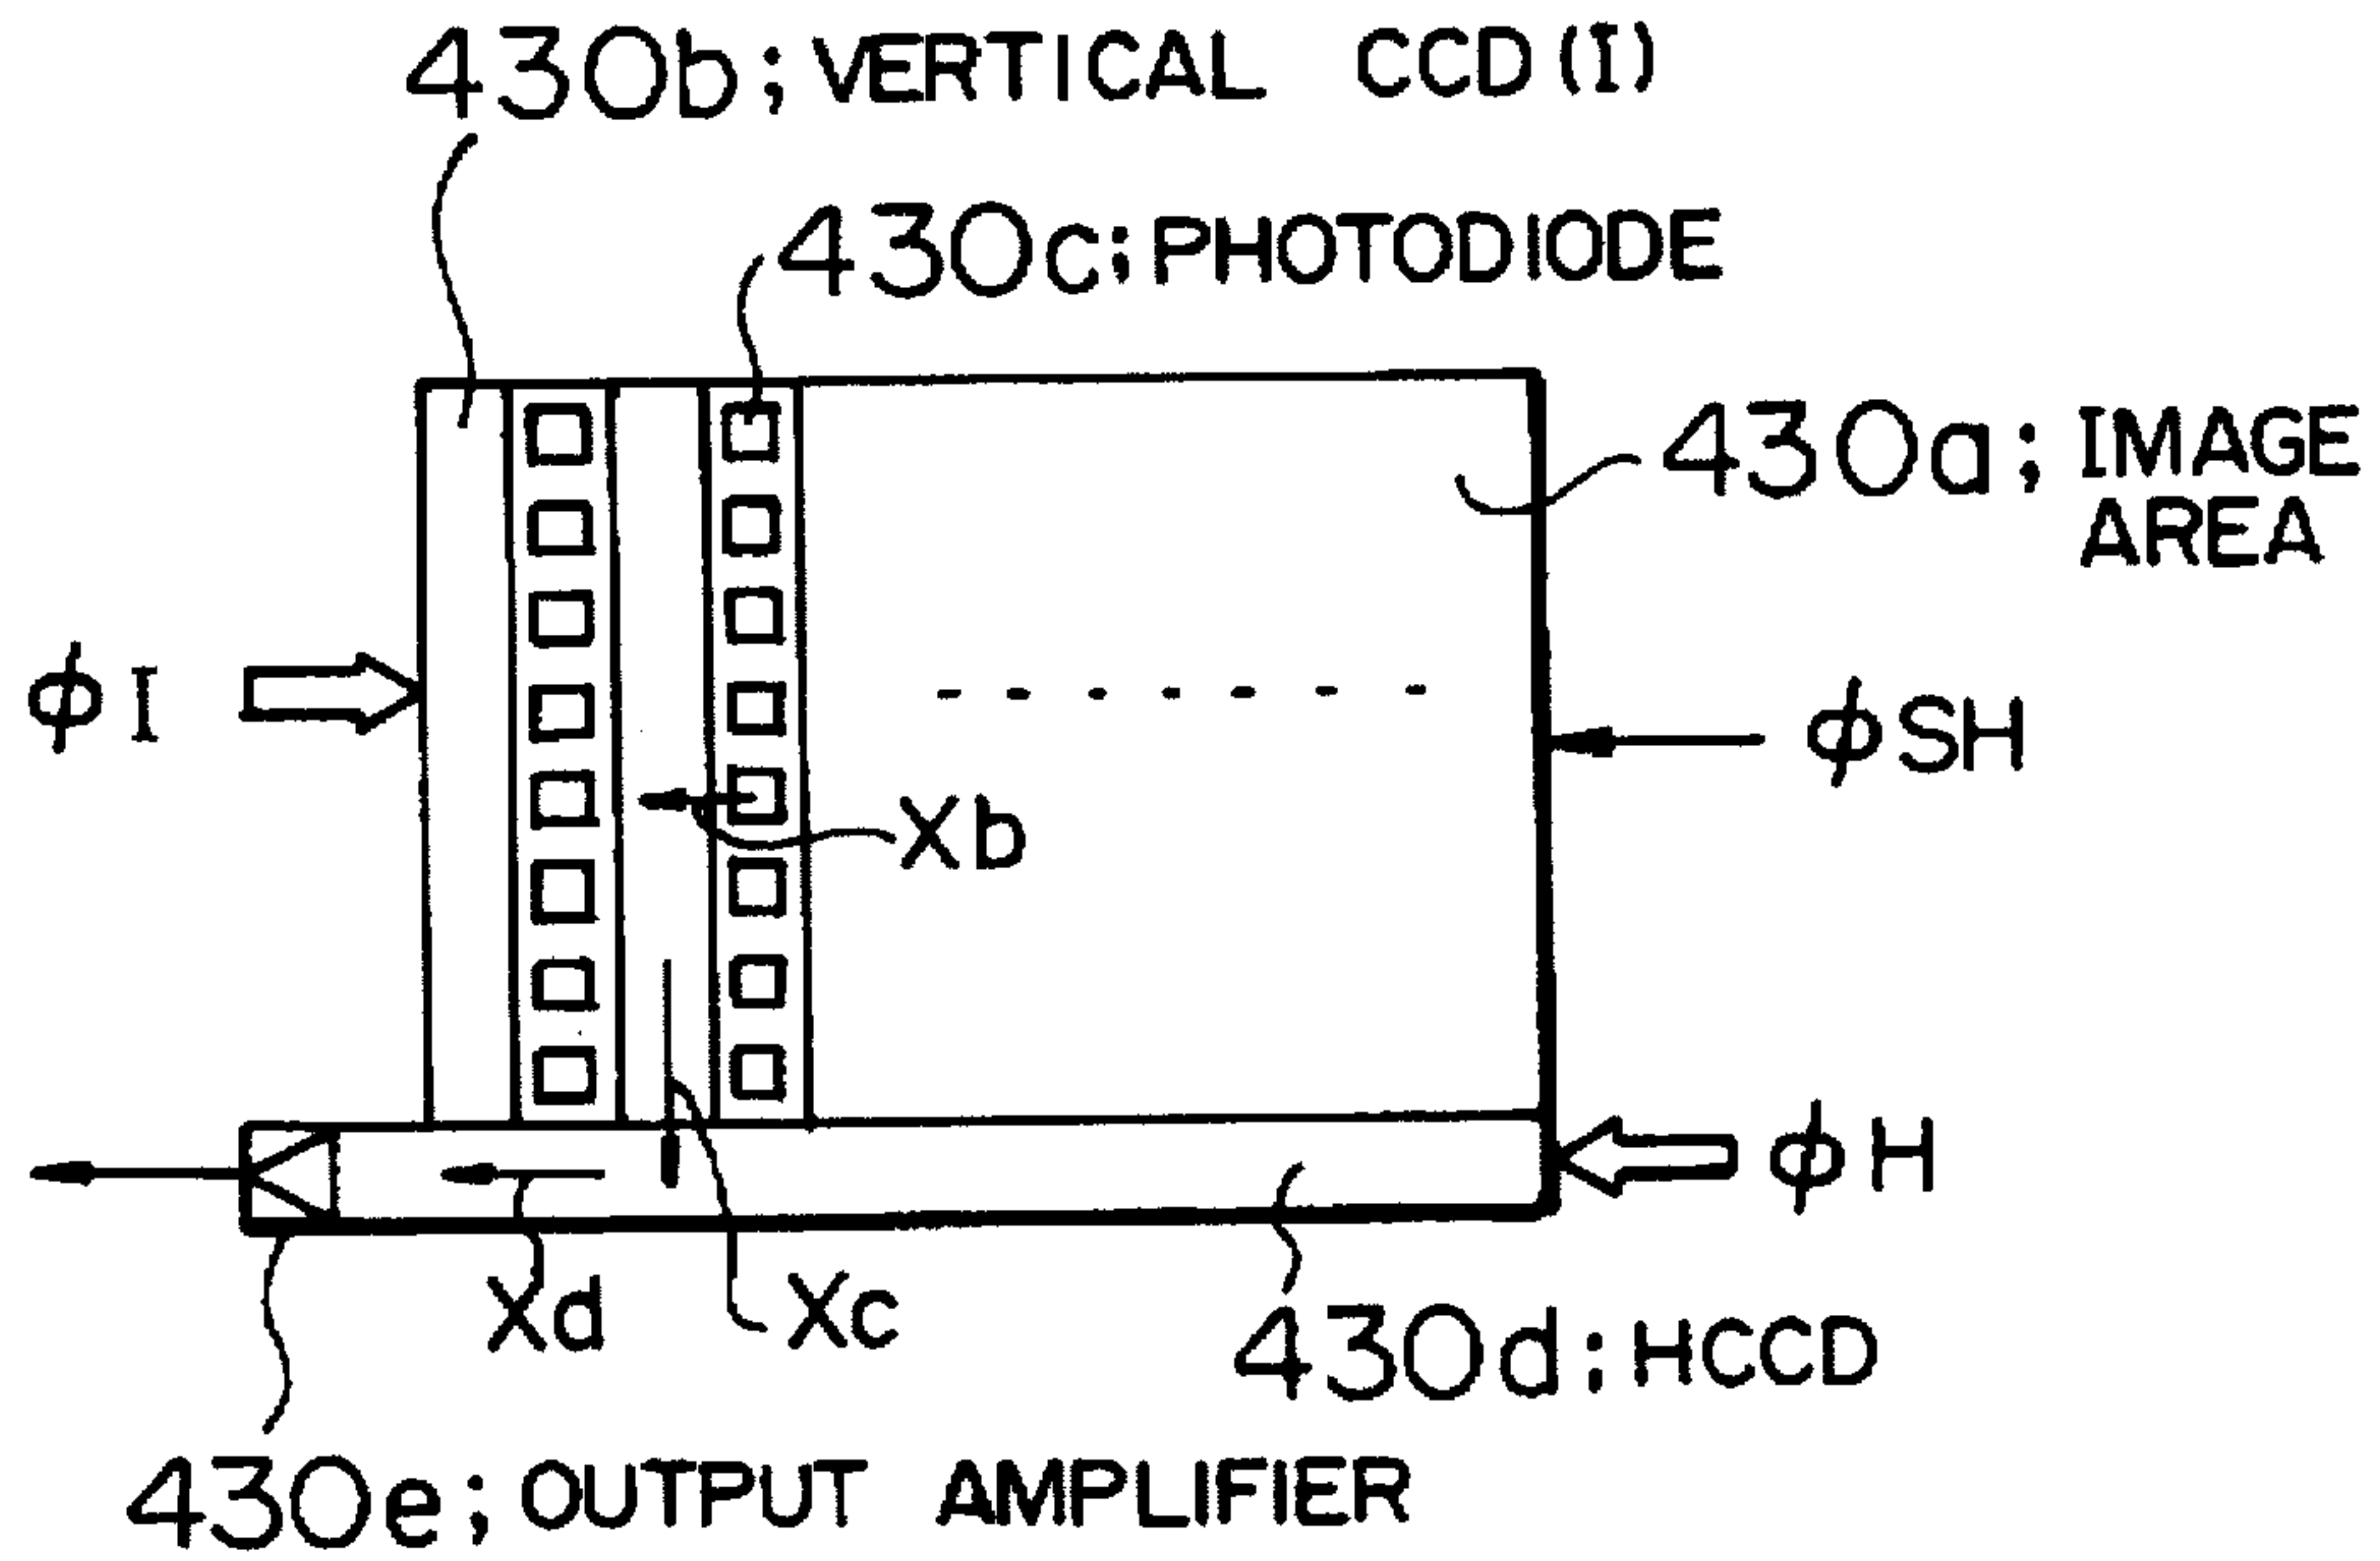 430b; VERTICAL CCD(I)
430c; PHOTODIODE
430a; IMAGE
AREA
φI
φSH
Xb
φH
Xd
Xc
430d; HCCD
430e; OUTPUT AMPLIFIER